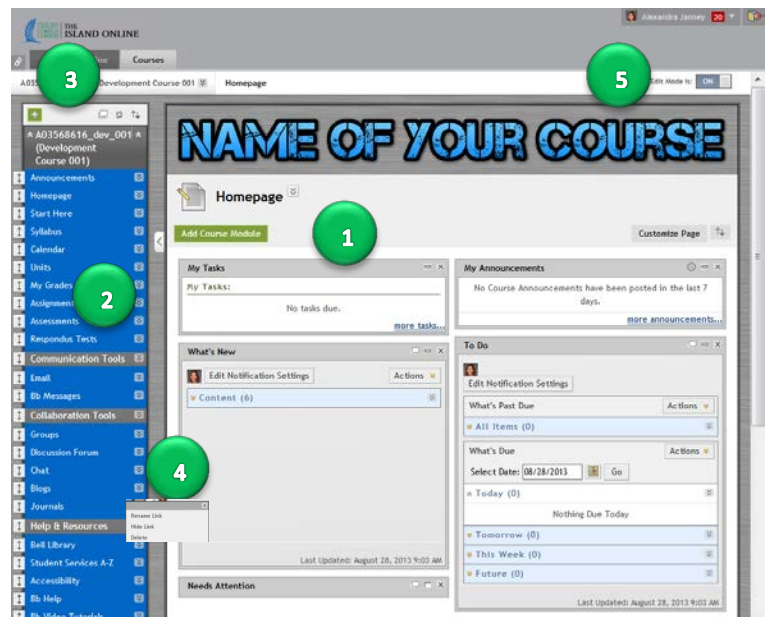 THE
ISLAND ONLINE
Alexandra Janney 20
Courses
3
5
Development Course 001
Homepage
Edit Mode is: ON
A03568616_dev_001
(Development
Course 001)
Announcements
Homepage
Start Here
Syllabus
Calendar
Units
My Grades
Assignmen
Assessments
Respondus Tests
Communication Tools
Email
Bb Messages
Collaboration Tools
Groups
Discussion Forum
Chat
Blogs
Journals
Help & Resources
Bell Library
Student Services A-Z
Accessibility
Bb Help
Bb Video Tutorials
2
4
Rename Link
Hide Link
Delete
NAME OF YOUR COURSE
Homepage
Add Course Module
1
Customize Page
My Tasks
My Tasks:
No tasks due.
more tasks...
What's New
Edit Notification Settings
Actions
Content (6)
Last Updated: August 28, 2013 9:03 AM
Needs Attention
My Announcements
No Course Announcements have been posted in the last 7
days.
more announcements...
To Do
Edit Notification Settings
What's Past Due
Actions
All Items (0)
What's Due
Actions
Select Date: 08/28/2013 Go
Today (0)
Nothing Due Today
Tomorrow (0)
This Week (0)
Future (0)
Last Updated: August 28, 2013 9:03 AM